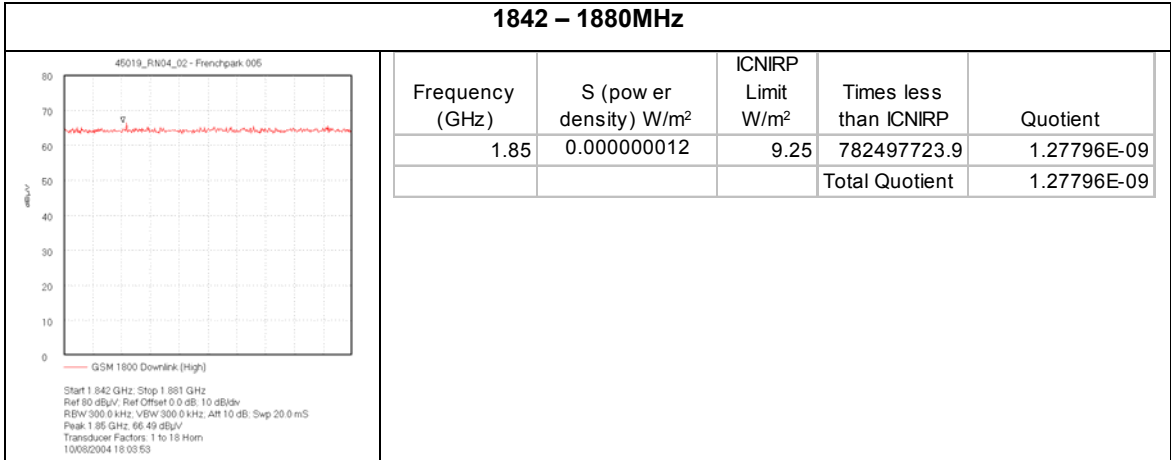 1842 – 1880MHz
45019_RN04_02 - Frenchpark 005
80
70
60
50
40
30
20
10
0
dBµV
GSM 1800 Downlink (High)
Start 1.842 GHz; Stop 1.881 GHz
Ref 80 dBµV; Ref Offset 0.0 dB; 10 dB/div
RBW 300.0 kHz; VBW 300.0 kHz; Att 10 dB; Swp 20.0 mS
Peak 1.85 GHz, 66.49 dBµV
Transducer Factors: 1 to 18 Horn
10/08/2004 18:03:53
Frequency (GHz) S (pow er density) W/m² ICNIRP Limit W/m² Times less than ICNIRP Quotient
1.85 0.000000012 9.25 782497723.9 1.27796E-09
Total Quotient 1.27796E-09